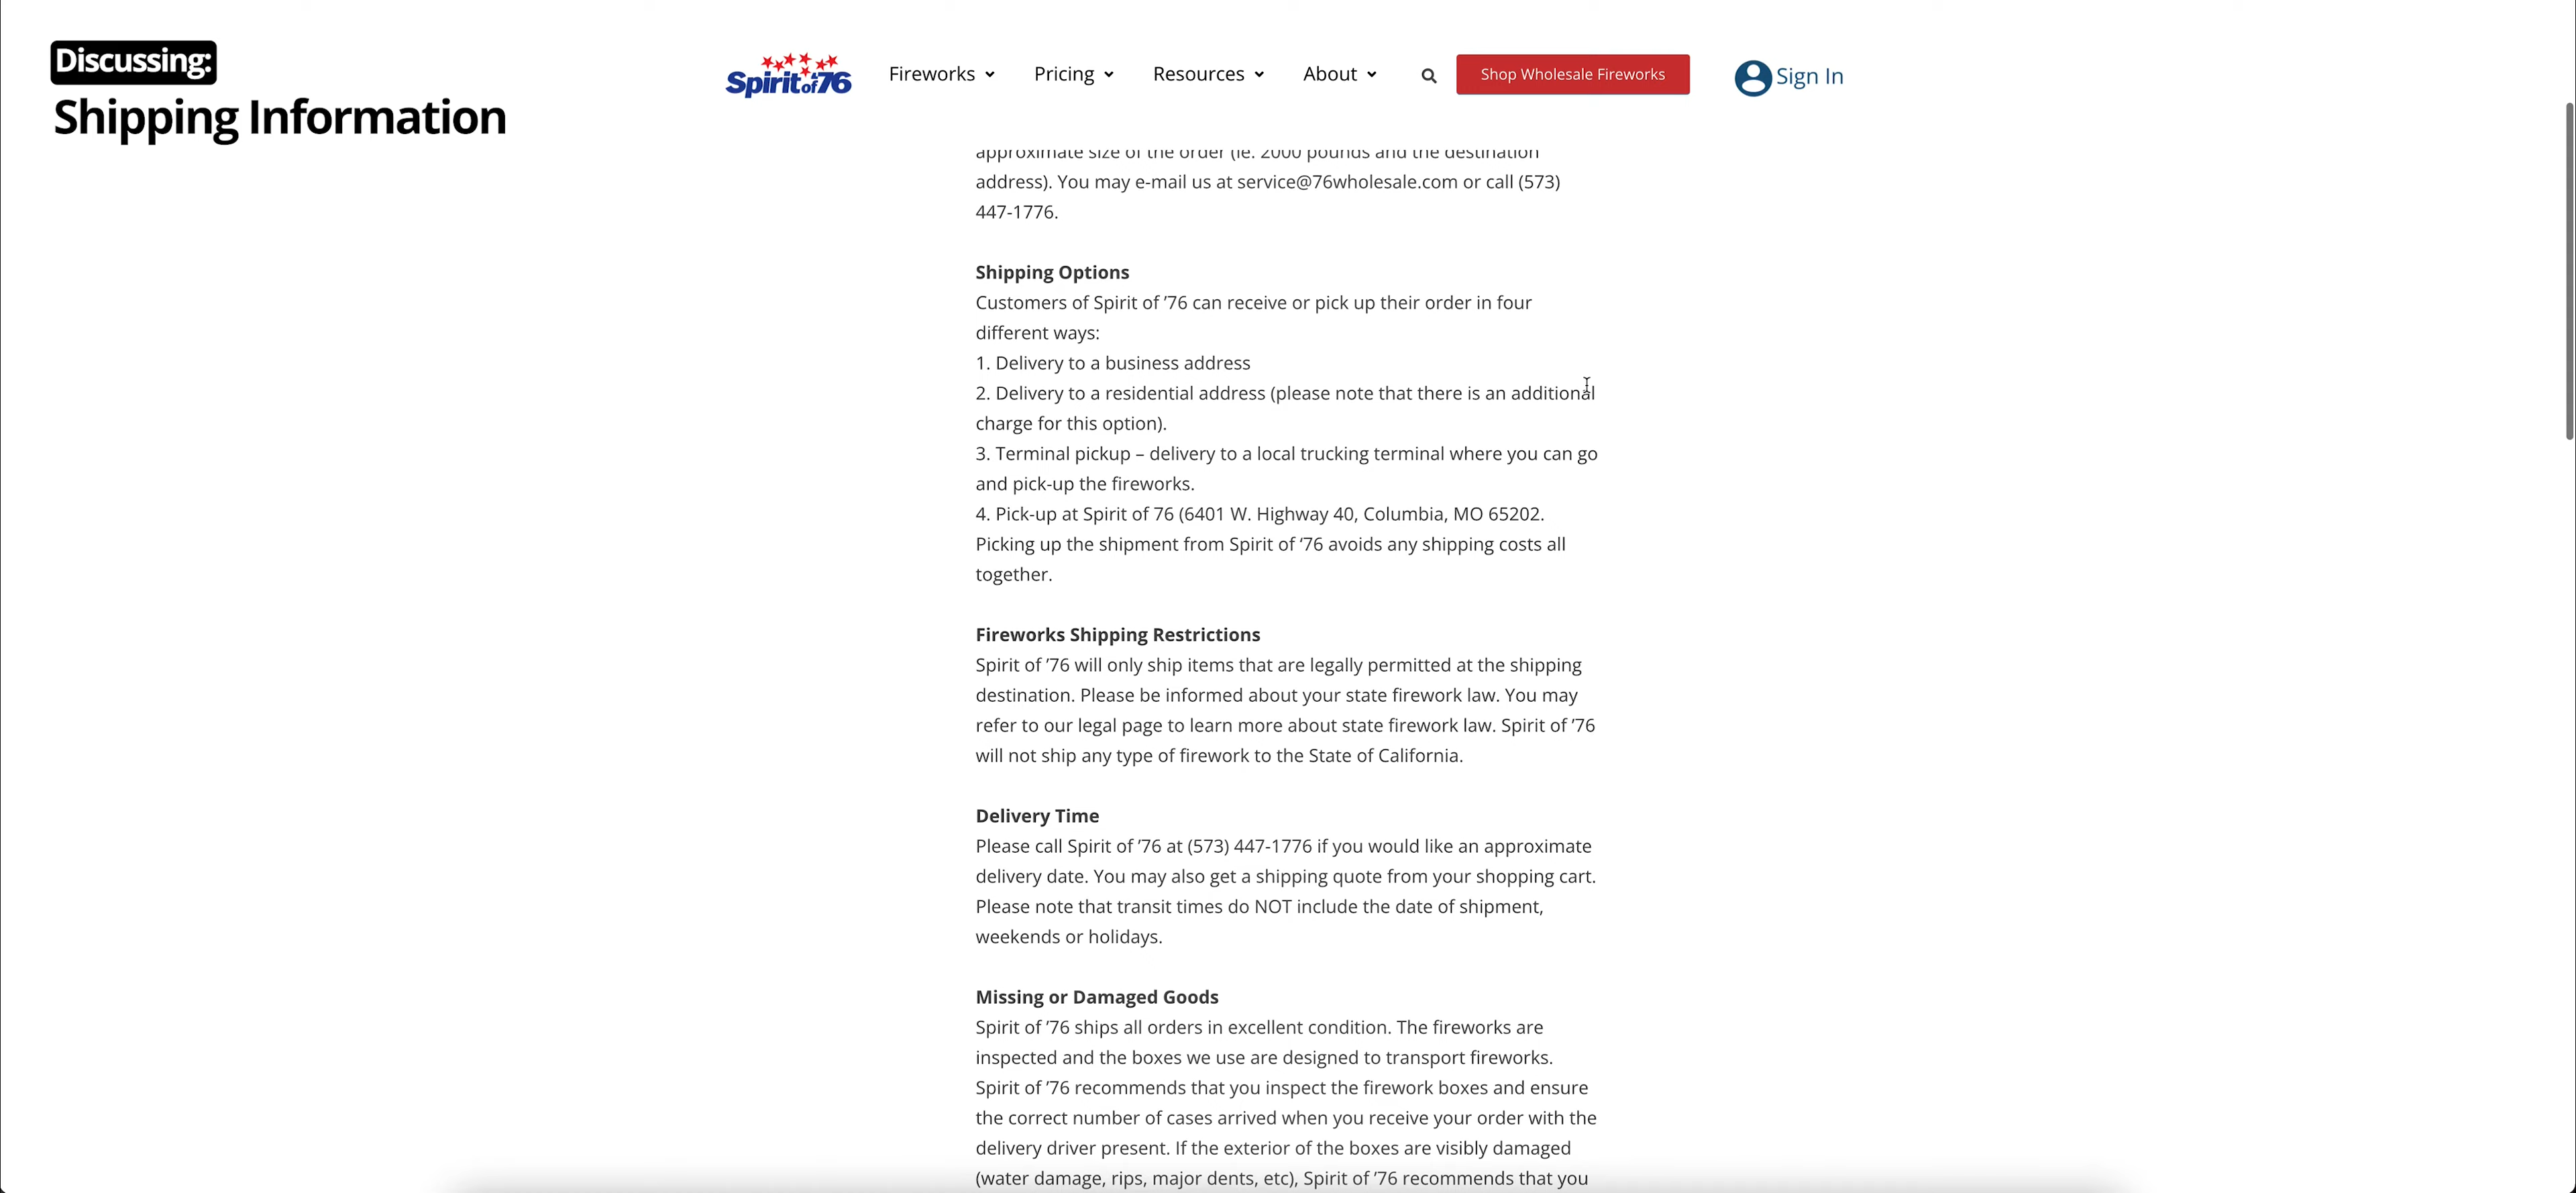 Discussing:
Shipping Information
Spirit of 76
Fireworks
Pricing
Resources
About
Shop Wholesale Fireworks
Sign In
approximate size of the order (ie. 2000 pounds and the destination
address). You may e-mail us at service@76wholesale.com or call (573)
447-1776.
Shipping Options
Customers of Spirit of ’76 can receive or pick up their order in four
different ways:
1. Delivery to a business address
2. Delivery to a residential address (please note that there is an additional
charge for this option).
3. Terminal pickup – delivery to a local trucking terminal where you can go
and pick-up the fireworks.
4. Pick-up at Spirit of 76 (6401 W. Highway 40, Columbia, MO 65202.
Picking up the shipment from Spirit of ‘76 avoids any shipping costs all
together.
Fireworks Shipping Restrictions
Spirit of ’76 will only ship items that are legally permitted at the shipping
destination. Please be informed about your state firework law. You may
refer to our legal page to learn more about state firework law. Spirit of ’76
will not ship any type of firework to the State of California.
Delivery Time
Please call Spirit of ’76 at (573) 447-1776 if you would like an approximate
delivery date. You may also get a shipping quote from your shopping cart.
Please note that transit times do NOT include the date of shipment,
weekends or holidays.
Missing or Damaged Goods
Spirit of ’76 ships all orders in excellent condition. The fireworks are
inspected and the boxes we use are designed to transport fireworks.
Spirit of ’76 recommends that you inspect the firework boxes and ensure
the correct number of cases arrived when you receive your order with the
delivery driver present. If the exterior of the boxes are visibly damaged
(water damage, rips, major dents, etc), Spirit of ’76 recommends that you